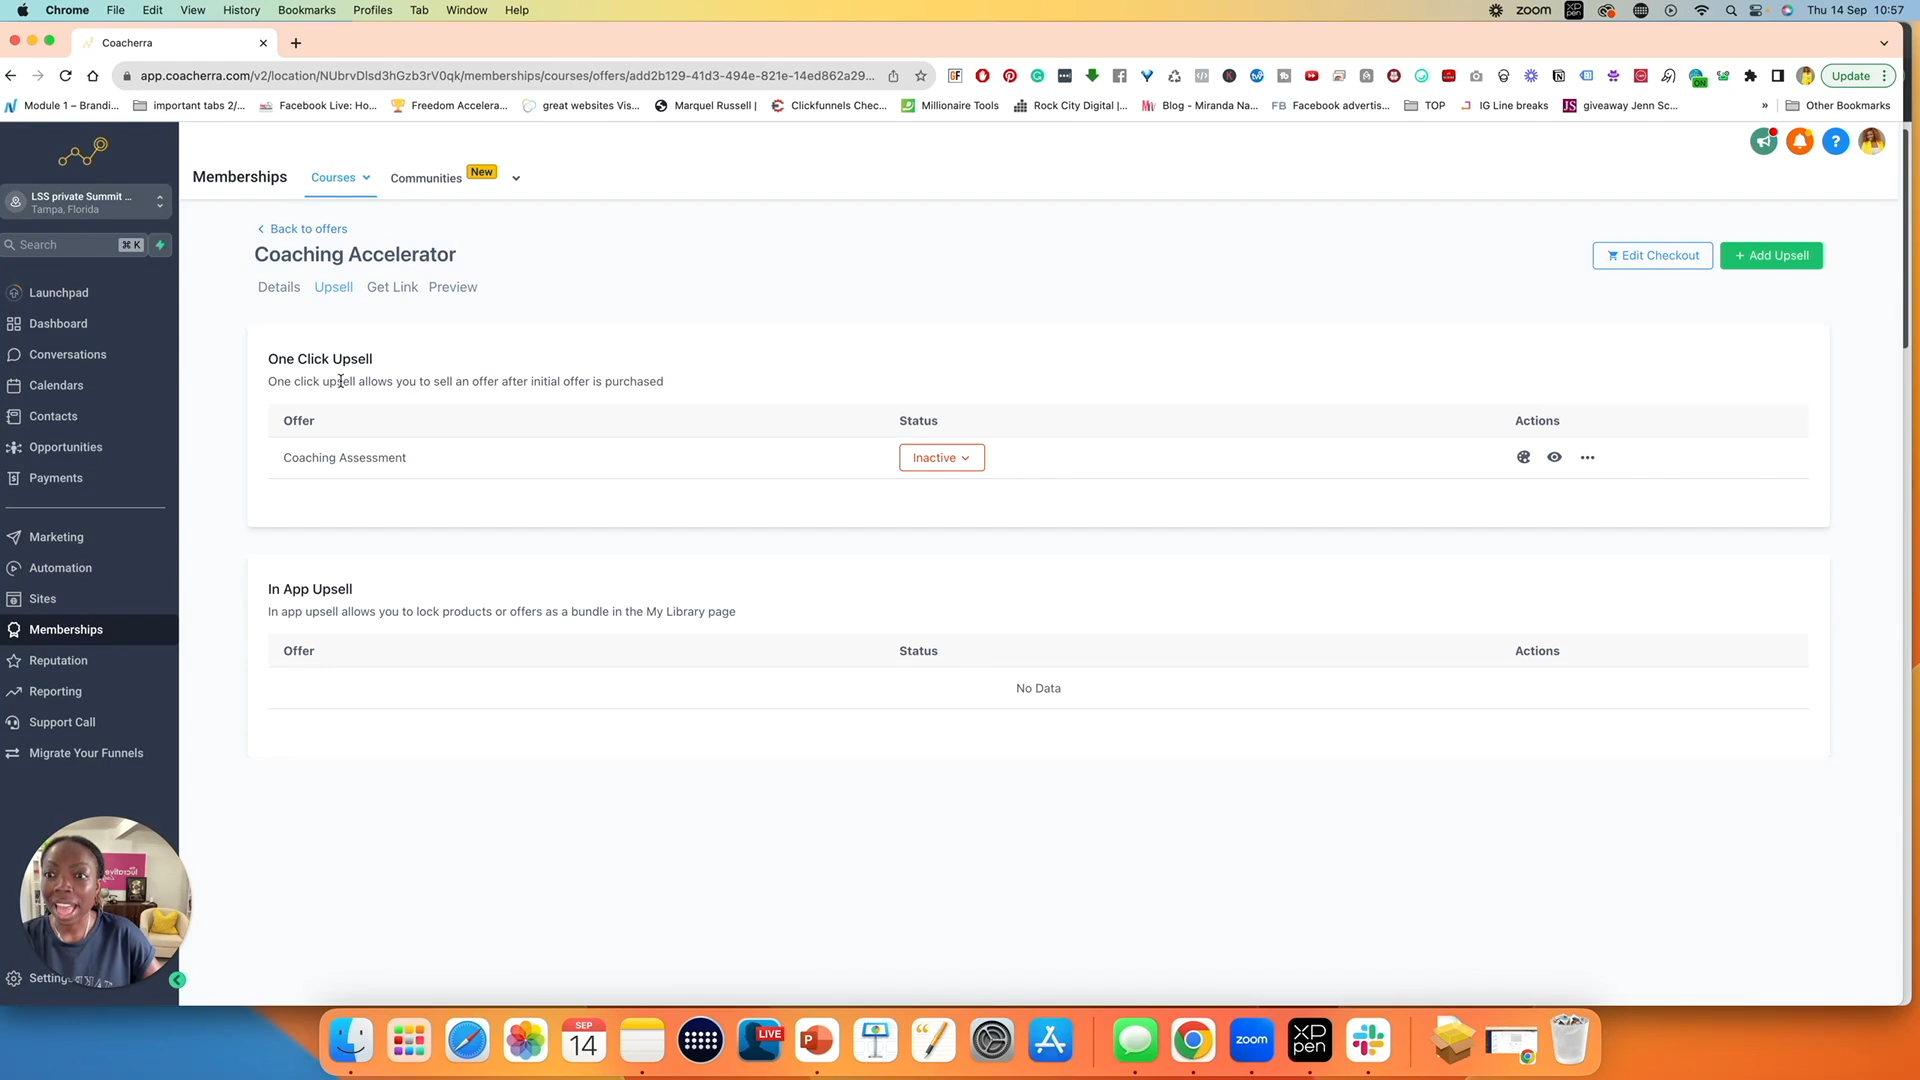 Chrome File Edit View History Bookmarks Profiles Tab Window Help
zoom XP pen Thu 14 Sep 10:57
Coacherra
app.coacherra.com/v2/location/NUbrvDlsd3hGzb3rV0qk/memberships/courses/offers/add2b129-41d3-494e-821e-14ed862a29...
Update
Module 1 – Brandi... important tabs 2/... Facebook Live: Ho... Freedom Accelera... great websites Vis... Marquel Russell | Clickfunnels Chec... Millionaire Tools Rock City Digital |... Blog - Miranda Na... FB Facebook advertis... TOP IG Line breaks JS giveaway Jenn Sc... » Other Bookmarks
LSS private Summit ...
Tampa, Florida
Search ⌘ K
Launchpad
Dashboard
Conversations
Calendars
Contacts
Opportunities
Payments
Marketing
Automation
Sites
Memberships
Reputation
Reporting
Support Call
Migrate Your Funnels
Memberships Courses Communities New
Back to offers
Coaching Accelerator
Edit Checkout + Add Upsell
Details Upsell Get Link Preview
One Click Upsell
One click upsell allows you to sell an offer after initial offer is purchased
Offer Status Actions
Coaching Assessment Inactive
In App Upsell
In app upsell allows you to lock products or offers as a bundle in the My Library page
Offer Status Actions
No Data
SEP
14
LIVE
zoom
XP
pen